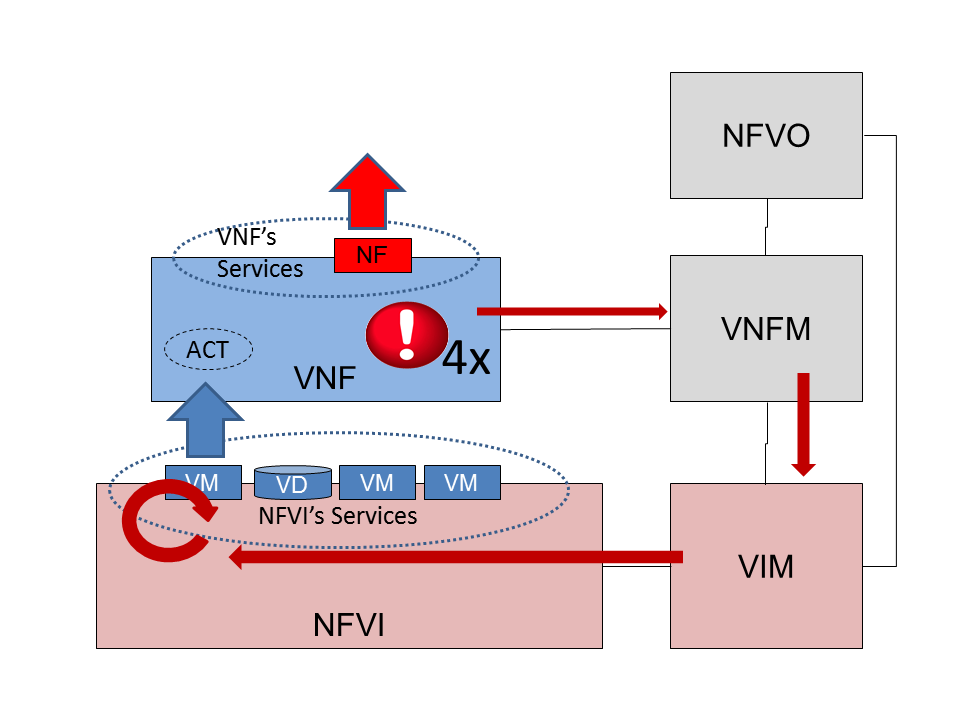 NFVO
VNF's
Services
NF
!
ACT
VNF
4x
VNFM
VM
VD
VM
VM
NFVI's Services
NFVI
VIM